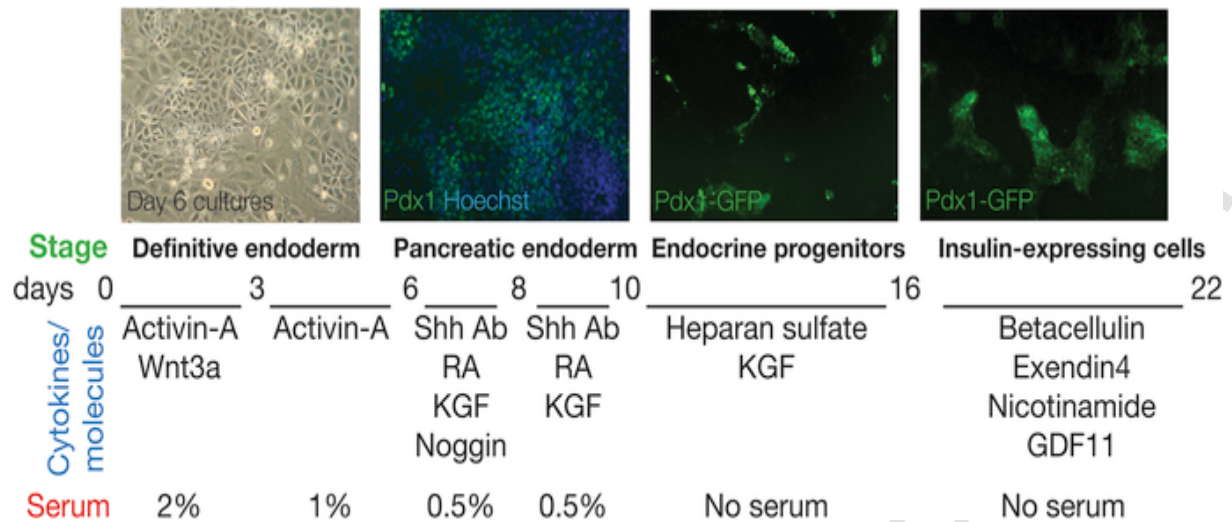 Day 6 cultures
Pdx1 Hoechst
Pdx1-GFP
Pdx1-GFP
Stage Definitive endoderm Pancreatic endoderm Endocrine progenitors Insulin-expressing cells
days 0 3 6 8 10 16 22
Cytokines/
molecules
Activin-A Activin-A Shh Ab Shh Ab Heparan sulfate Betacellulin
Wnt3a RA RA KGF Exendin4
KGF KGF Nicotinamide
Noggin GDF11
Serum 2% 1% 0.5% 0.5% No serum No serum